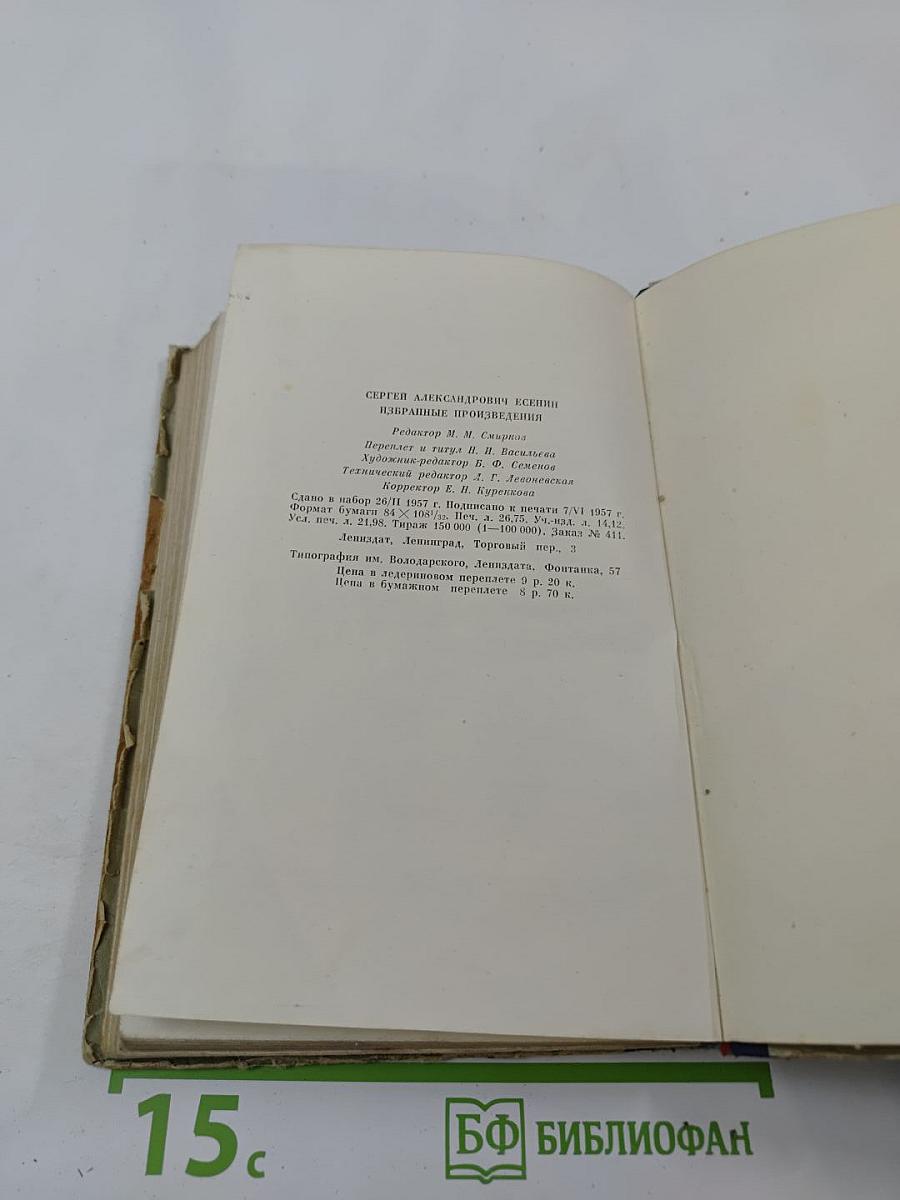 СЕРГЕЙ АЛЕКСАНДРОВИЧ ЕСЕНИН
ИЗБРАННЫЕ ПРОИЗВЕДЕНИЯ
Редактор М. М. Смирнов
Переплет и титул Н. И. Васильева
Художник-редактор Б. Ф. Семенов
Технический редактор Л. Г. Левоневская
Корректор Е. Н. Куренкова
Сдано в набор 26/II 1957 г. Подписано к печати 7/VI 1957 г.
Формат бумаги 84×108¹/₃₂. Печ. л. 26,75. Уч.-изд. л. 14,12.
Усл. печ. л. 21,98. Тираж 150 000 (1—100 000). Заказ № 411.
Лениздат, Ленинград, Торговый пер., 3
Типография им. Володарского, Лениздата, Фонтанка, 57
Цена в ледериновом переплете 9 р. 20 к.
Цена в бумажном переплете 8 р. 70 к.
15 с
БФ БИБЛИОФАН